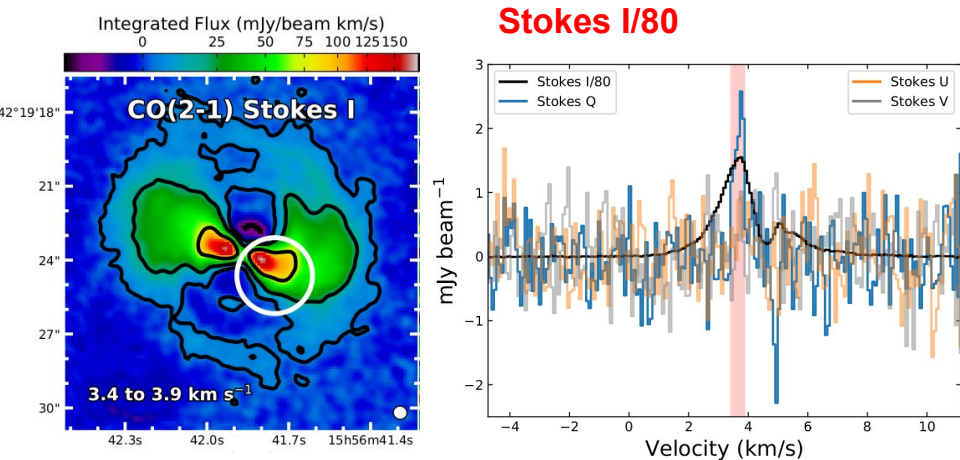 Stokes I/80
Integrated Flux (mJy/beam km/s)
0 25 50 75 100 125 150
CO(2-1) Stokes I
42°19'18"
21"
24"
27"
30"
3.4 to 3.9 km s⁻¹
42.3s 42.0s 41.7s 15h56m41.4s
Stokes I/80
Stokes Q
Stokes U
Stokes V
mJy beam⁻¹
3
2
1
0
−1
−2
−4 −2 0 2 4 6 8 10
Velocity (km/s)